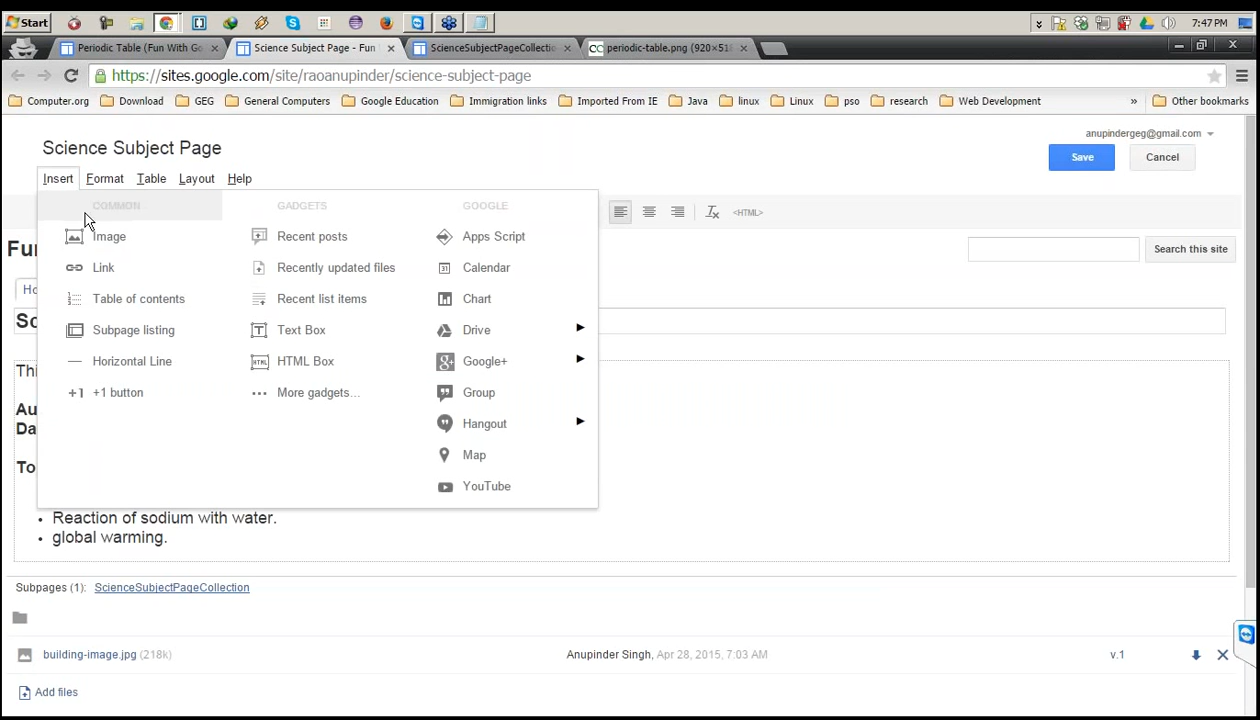 Start
7:47 PM
Periodic Table (Fun With Go
Science Subject Page - Fun
ScienceSubjectPageCollectio
periodic-table.png (920×518
https://sites.google.com/site/raoanupinder/science-subject-page
Computer.org Download GEG General Computers Google Education Immigration links Imported From IE Java linux Linux pso research Web Development » Other bookmarks
anupindergeg@gmail.com
Science Subject Page
Save Cancel
Insert Format Table Layout Help
COMMON GADGETS GOOGLE
<HTML>
Image Recent posts Apps Script
Fu
Search this site
Link Recently updated files Calendar
Ho
Table of contents Recent list items Chart
Sc
Subpage listing Text Box Drive
Horizontal Line HTML Box Google+
Thi
+1 +1 button More gadgets... Group
Au
Hangout
Da
Map
To
YouTube
• Reaction of sodium with water.
• global warming.
Subpages (1): ScienceSubjectPageCollection
building-image.jpg (218k) Anupinder Singh, Apr 28, 2015, 7:03 AM v.1
Add files